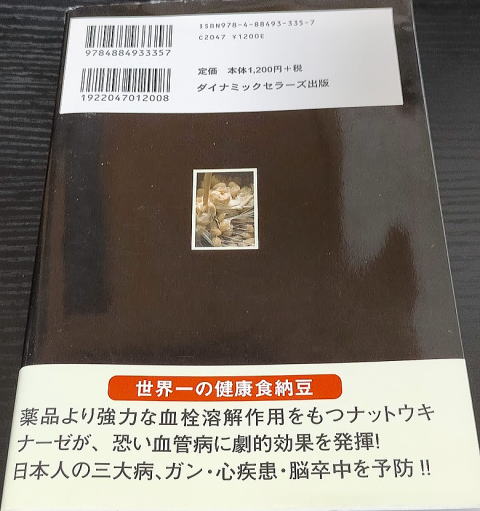 ISBN978-4-88493-335-7
C2047 ¥1200E
9784884933357
定価 本体1,200円+税
1922047012008
ダイナミックセラーズ出版
世界一の健康食納豆
薬品より強力な血栓溶解作用をもつナットウキ
ナーゼが、恐い血管病に劇的効果を発揮!
日本人の三大病、ガン・心疾患・脳卒中を予防!!